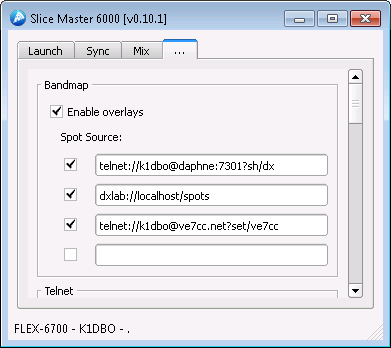 Slice Master 6000 [v0.10.1]
Launch Sync Mix ...
Bandmap
Enable overlays
Spot Source:
telnet://k1dbo@daphne:7301?sh/dx
dxlab://localhost/spots
telnet://k1dbo@ve7cc.net?set/ve7cc
Telnet
FLEX-6700 - K1DBO - .